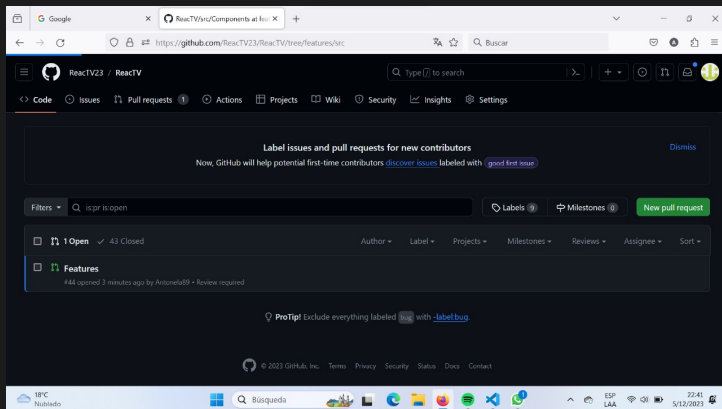 Google
ReacTV/src/Components at feat
https://github.com/ReacTV23/ReacTV/tree/features/src
Buscar
ReacTV23 / ReacTV
Type / to search
Code Issues Pull requests 1 Actions Projects Wiki Security Insights Settings
Label issues and pull requests for new contributors
Dismiss
Now, GitHub will help potential first-time contributors discover issues labeled with good first issue
Filters is:pr is:open Labels 9 Milestones 0 New pull request
1 Open 43 Closed Author Label Projects Milestones Reviews Assignee Sort
Features
#44 opened 3 minutes ago by Antonela89 • Review required
ProTip! Exclude everything labeled bug with -label:bug.
© 2023 GitHub, Inc. Terms Privacy Security Status Docs Contact
18°C
Nublado
Búsqueda
ESP
LAA
22:41
5/12/2023